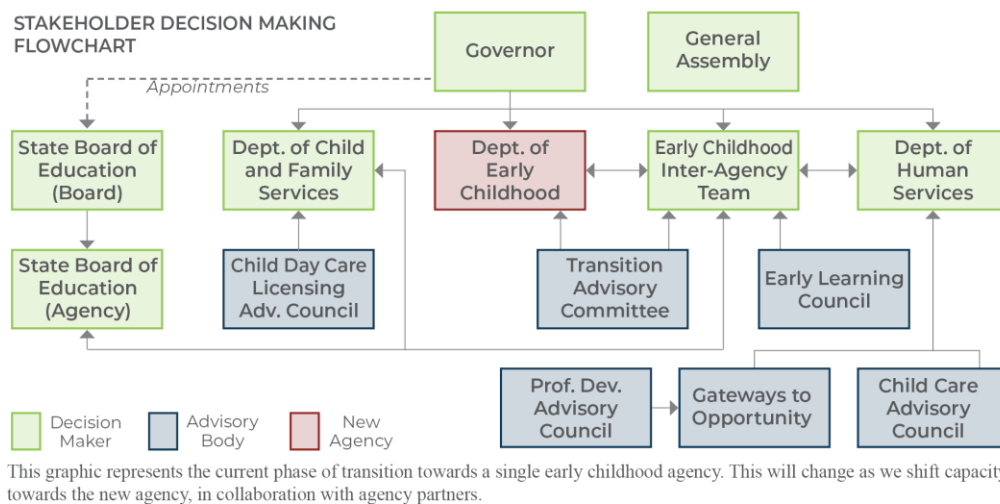 STAKEHOLDER DECISION MAKING
FLOWCHART
Governor
General
Assembly
Appointments
State Board of
Education
(Board)
Dept. of Child
and Family
Services
Dept. of
Early
Childhood
Early Childhood
Inter-Agency
Team
Dept. of
Human
Services
State Board of
Education
(Agency)
Child Day Care
Licensing
Adv. Council
Transition
Advisory
Committee
Early Learning
Council
Prof. Dev.
Advisory
Council
Gateways to
Opportunity
Child Care
Advisory
Council
Decision
Maker
Advisory
Body
New
Agency
This graphic represents the current phase of transition towards a single early childhood agency. This will change as we shift capacity
towards the new agency, in collaboration with agency partners.